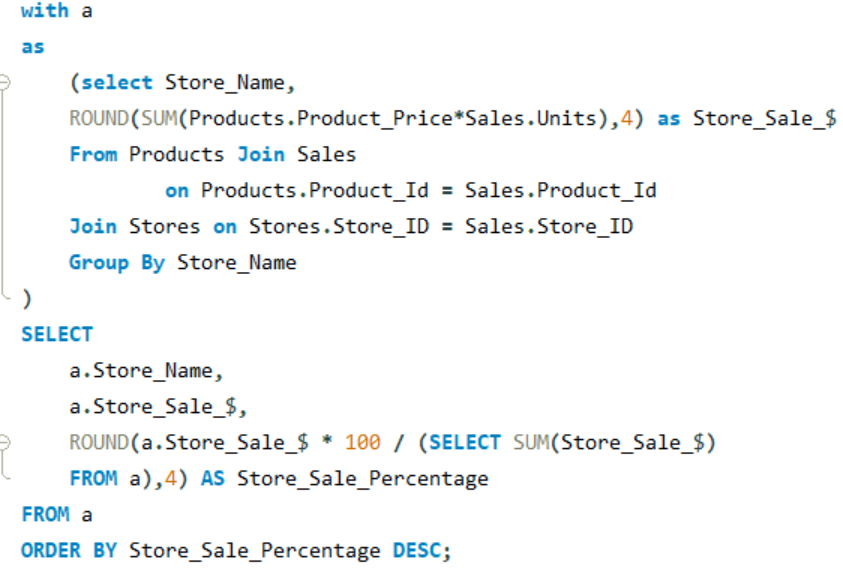 with a
as
(select Store_Name,
ROUND(SUM(Products.Product_Price*Sales.Units),4) as Store_Sale_$
From Products Join Sales
on Products.Product_Id = Sales.Product_Id
Join Stores on Stores.Store_ID = Sales.Store_ID
Group By Store_Name
)
SELECT
a.Store_Name,
a.Store_Sale_$,
ROUND(a.Store_Sale_$ * 100 / (SELECT SUM(Store_Sale_$)
FROM a),4) AS Store_Sale_Percentage
FROM a
ORDER BY Store_Sale_Percentage DESC;